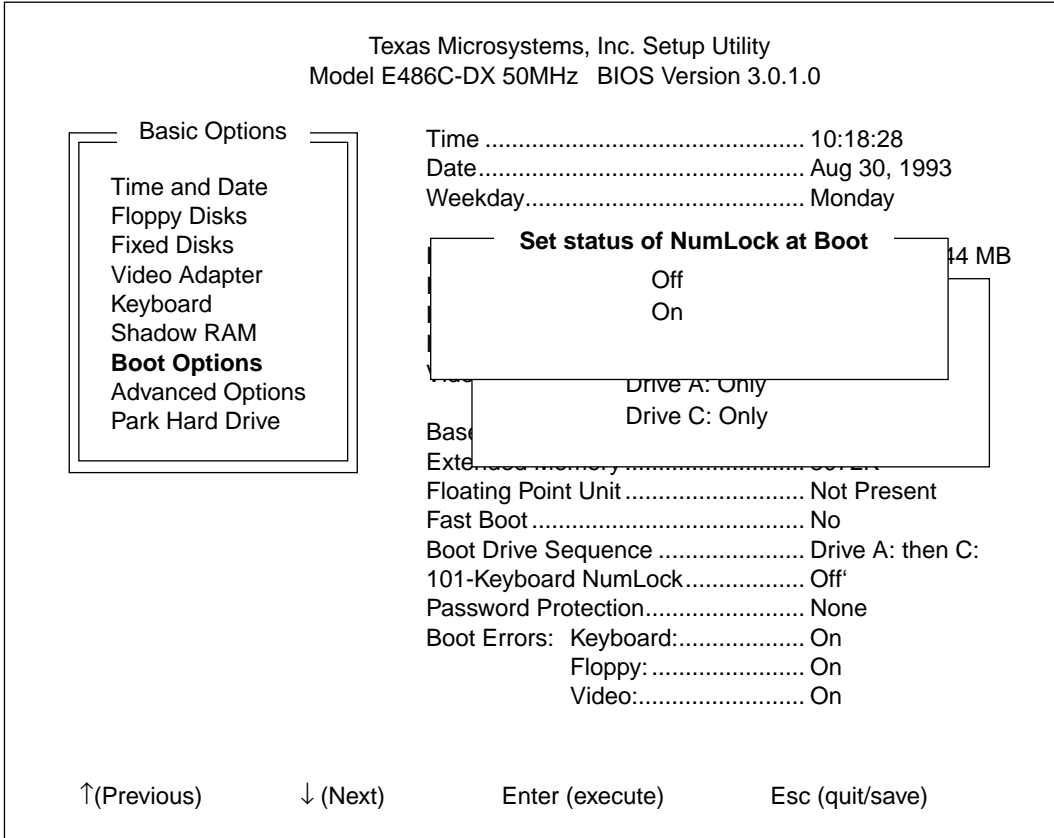 Texas Microsystems, Inc. Setup Utility
Model E486C-DX 50MHz BIOS Version 3.0.1.0
Basic Options
Time and Date
Floppy Disks
Fixed Disks
Video Adapter
Keyboard
Shadow RAM
Boot Options
Advanced Options
Park Hard Drive
Time ................................................ 10:18:28
Date................................................. Aug 30, 1993
Weekday.......................................... Monday
Set status of NumLock at Boot
44 MB
Off
On
Drive A: Only
Drive C: Only
Floating Point Unit ........................... Not Present
Fast Boot ......................................... No
Boot Drive Sequence ...................... Drive A: then C:
101-Keyboard NumLock.................. Off‘
Password Protection........................ None
Boot Errors: Keyboard:................... On
Floppy: ....................... On
Video:......................... On
↑(Previous) ↓ (Next) Enter (execute) Esc (quit/save)